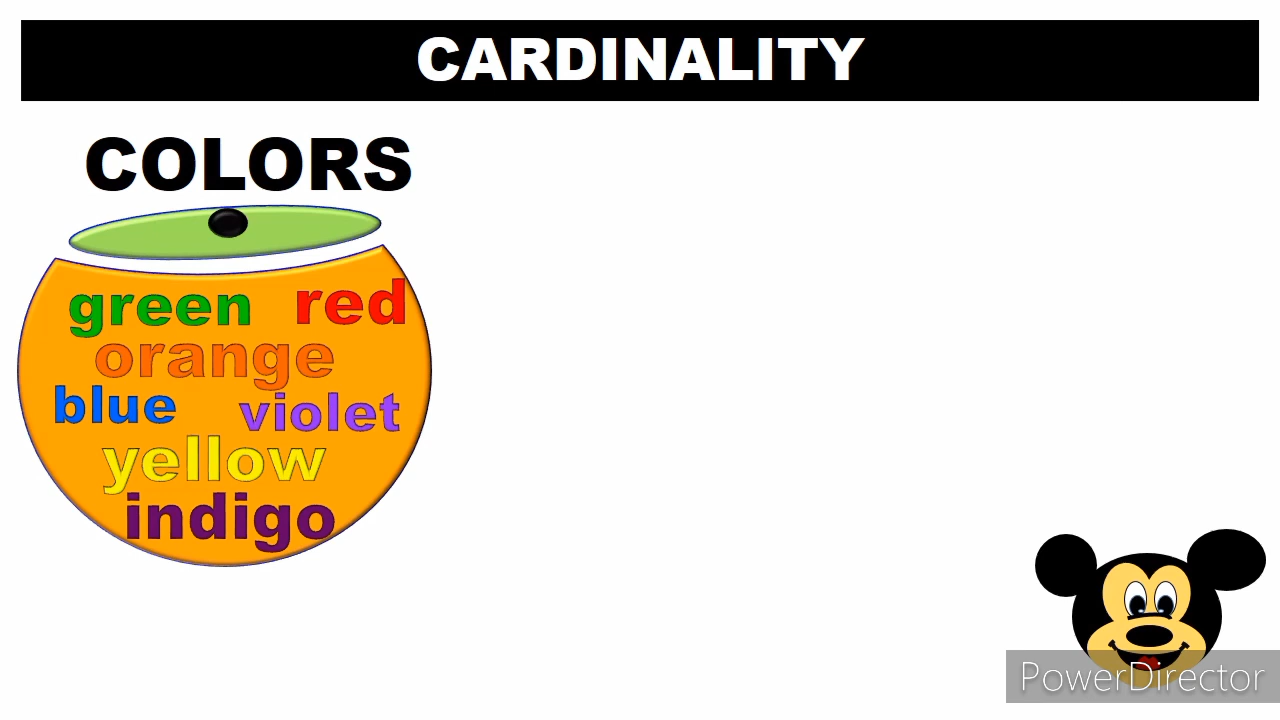 CARDINALITY
COLORS
green red
orange
blue violet
yellow
indigo
PowerDirector